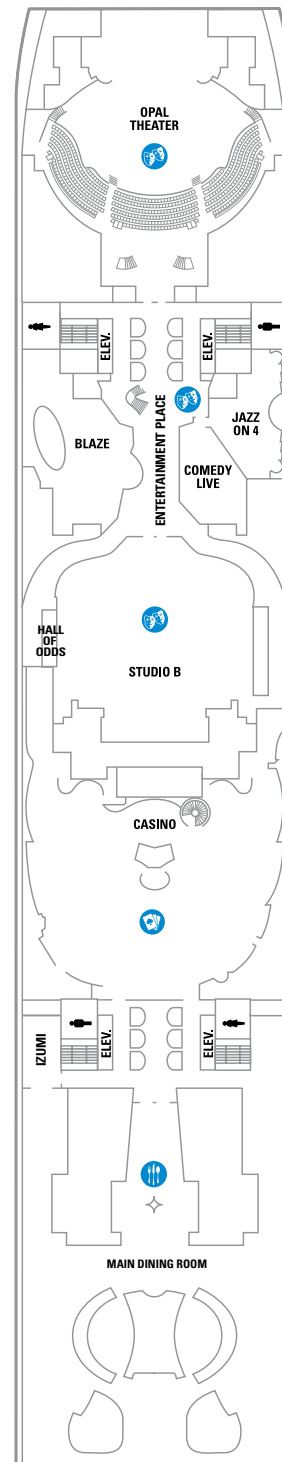 OPAL
THEATER
ELEV.
ELEV.
ENTERTAINMENT PLACE
BLAZE
JAZZ
ON 4
COMEDY
LIVE
HALL
OF
ODDS
STUDIO B
CASINO
IZUMI
ELEV.
ELEV.
MAIN DINING ROOM